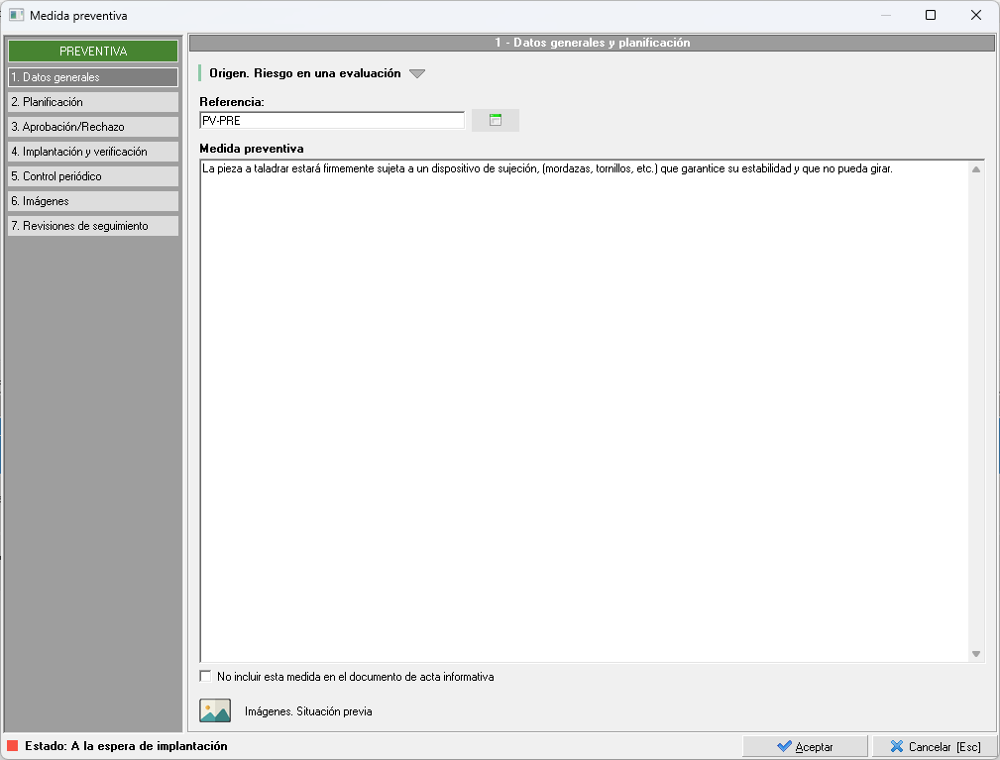 Medida preventiva
PREVENTIVA
1. Datos generales
2. Planificación
3. Aprobación/Rechazo
4. Implantación y verificación
5. Control periódico
6. Imágenes
7. Revisiones de seguimiento
1 - Datos generales y planificación
Origen. Riesgo en una evaluación
Referencia:
PV-PRE
Medida preventiva
La pieza a taladrar estará firmemente sujeta a un dispositivo de sujeción, (mordazas, tornillos, etc.) que garantice su estabilidad y que no pueda girar.
No incluir esta medida en el documento de acta informativa
Imágenes. Situación previa
Estado: A la espera de implantación
Aceptar
Cancelar [Esc]